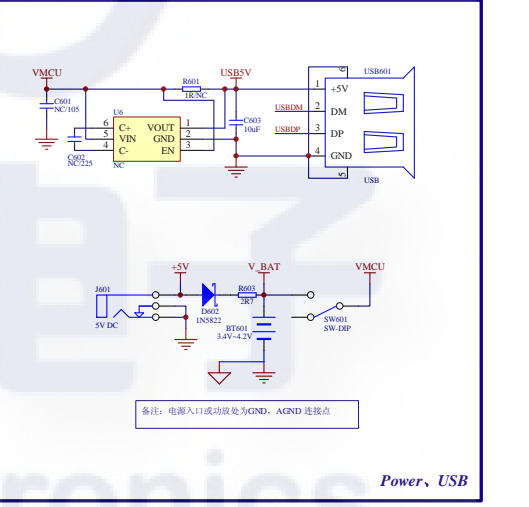 VMCU
USB5V
USB601
R601
1R/NC
C601
NC/105
U6
C603
10uF
6 C+ VOUT 1
5 VIN GND 2
4 C- EN 3
C602
NC/225
NC
6
1 +5V
USBDM 2 DM
USBDP 3 DP
4 GND
5
USB
+5V
V_BAT
VMCU
J601
5V DC
D602
1N5822
R603
2R7
BT601
3.4V~4.2V
SW601
SW-DIP
备注：电源入口或功放处为GND，AGND 连接点
Power、USB
ronics